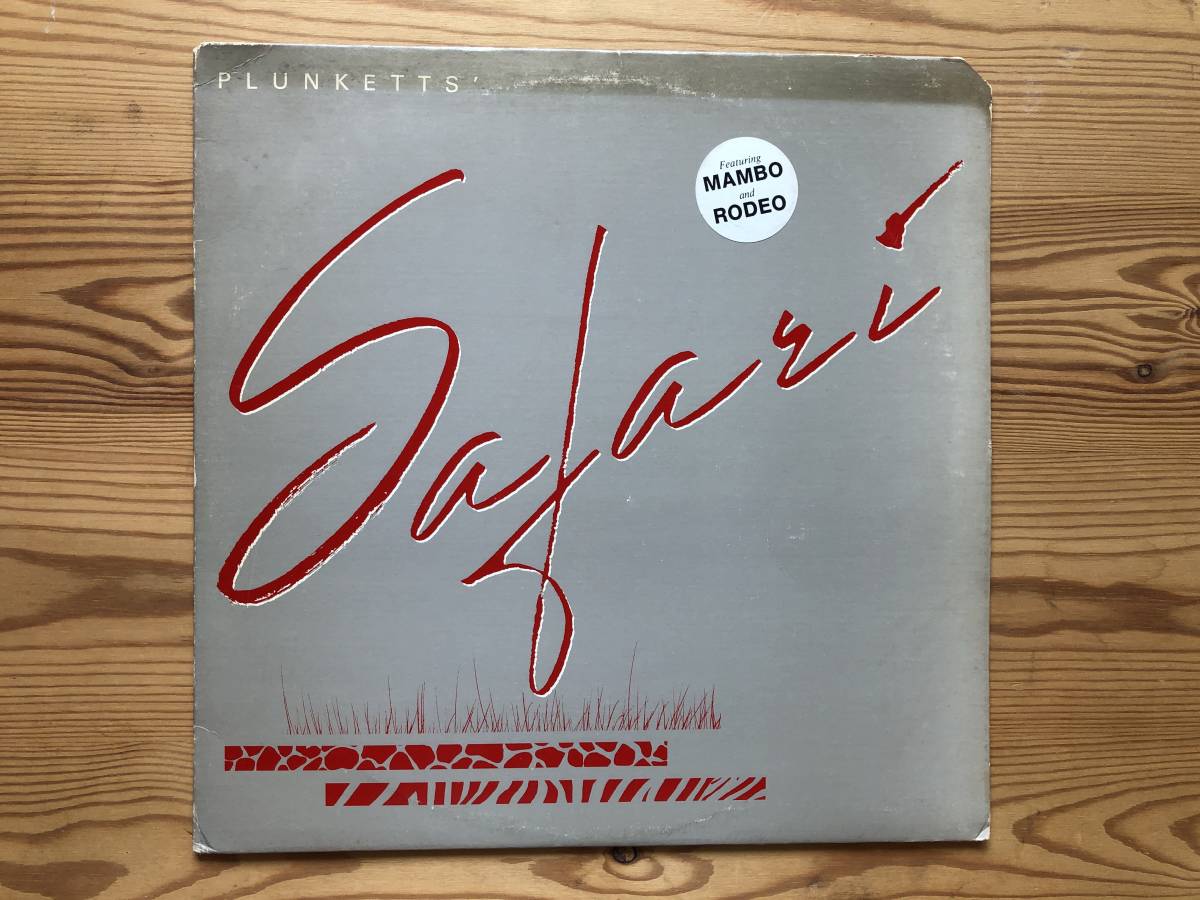 PLUNKETTS'
Featuring
MAMBO
and
RODEO
Safari